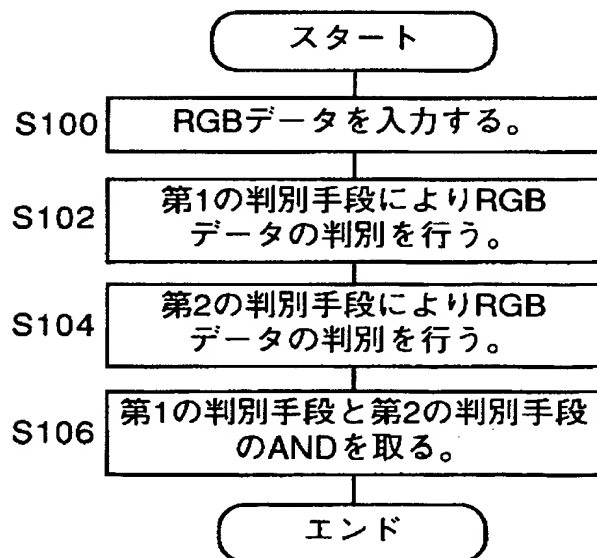 スタート
S100
RGBデータを入力する。
S102
第1の判別手段によりRGB
データの判別を行う。
S104
第2の判別手段によりRGB
データの判別を行う。
S106
第1の判別手段と第2の判別手段
のANDを取る。
エンド